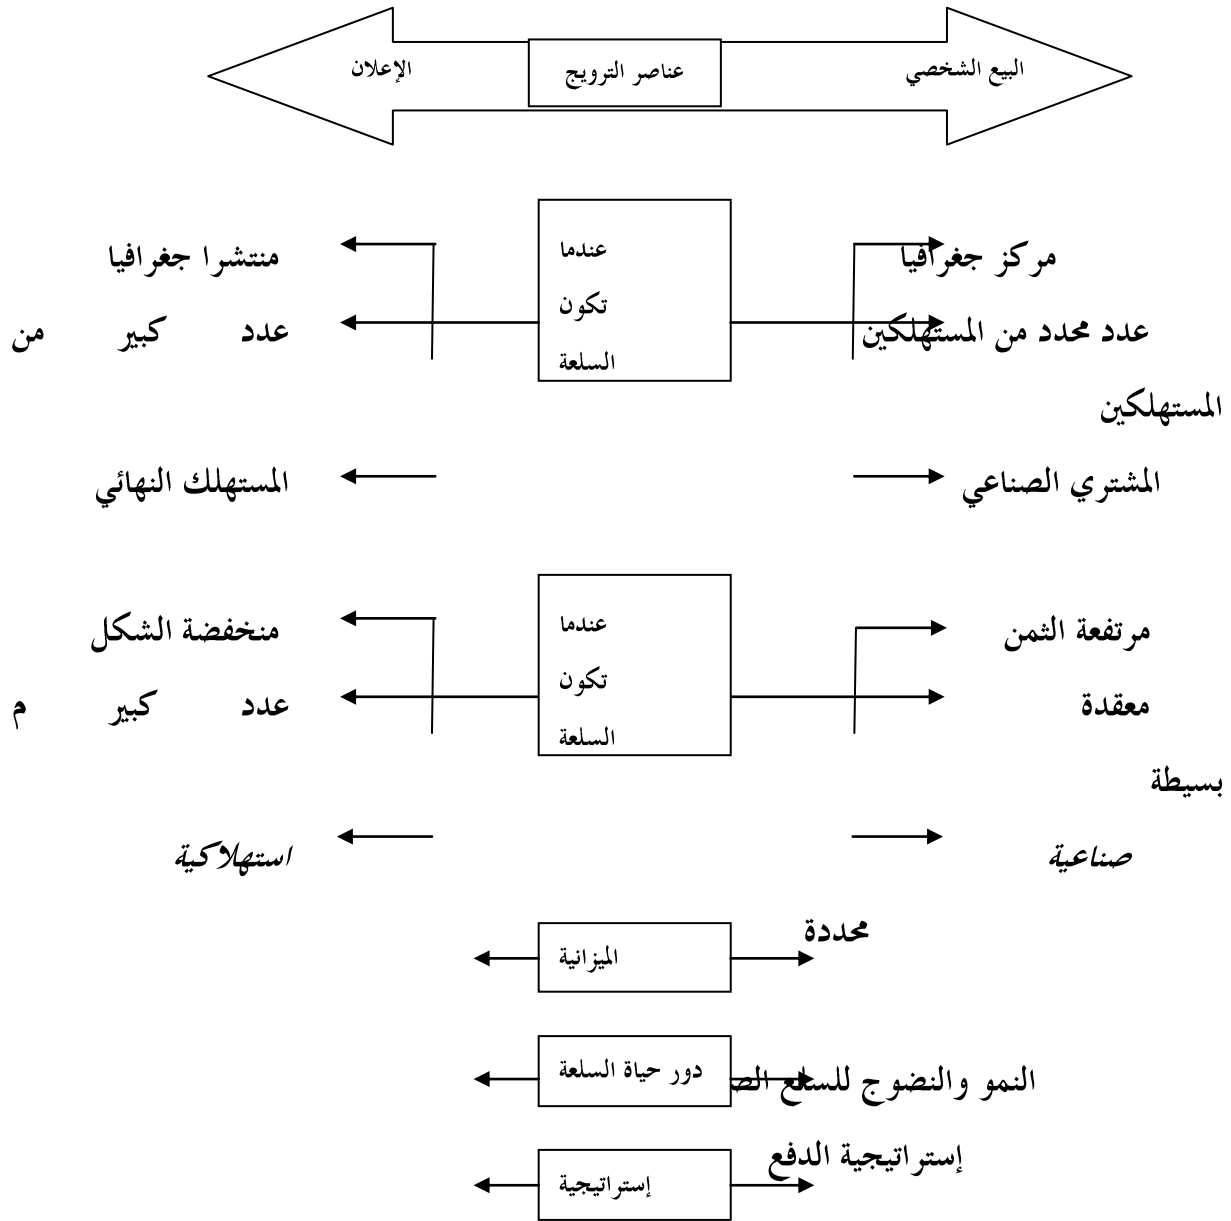 البيع الشخصي
عناصر الترويج
الإعلان
مركز جغرافيا
عندما
تكون
السلعة
منتشرا جغرافيا
عدد محدد من المستهلكين
عدد كبير من
المستهلكين
المشتري الصناعي
المستهلك النهائي
مرتفعة الثمن
عندما
تكون
السلعة
منخفضة الشكل
معقدة
عدد كبير م
بسيطة
صناعية
استهلاكية
محددة
الميزانية
النمو والنضوج للسلع
دور حياة السلعة
إستراتيجية الدفع
إستراتيجية